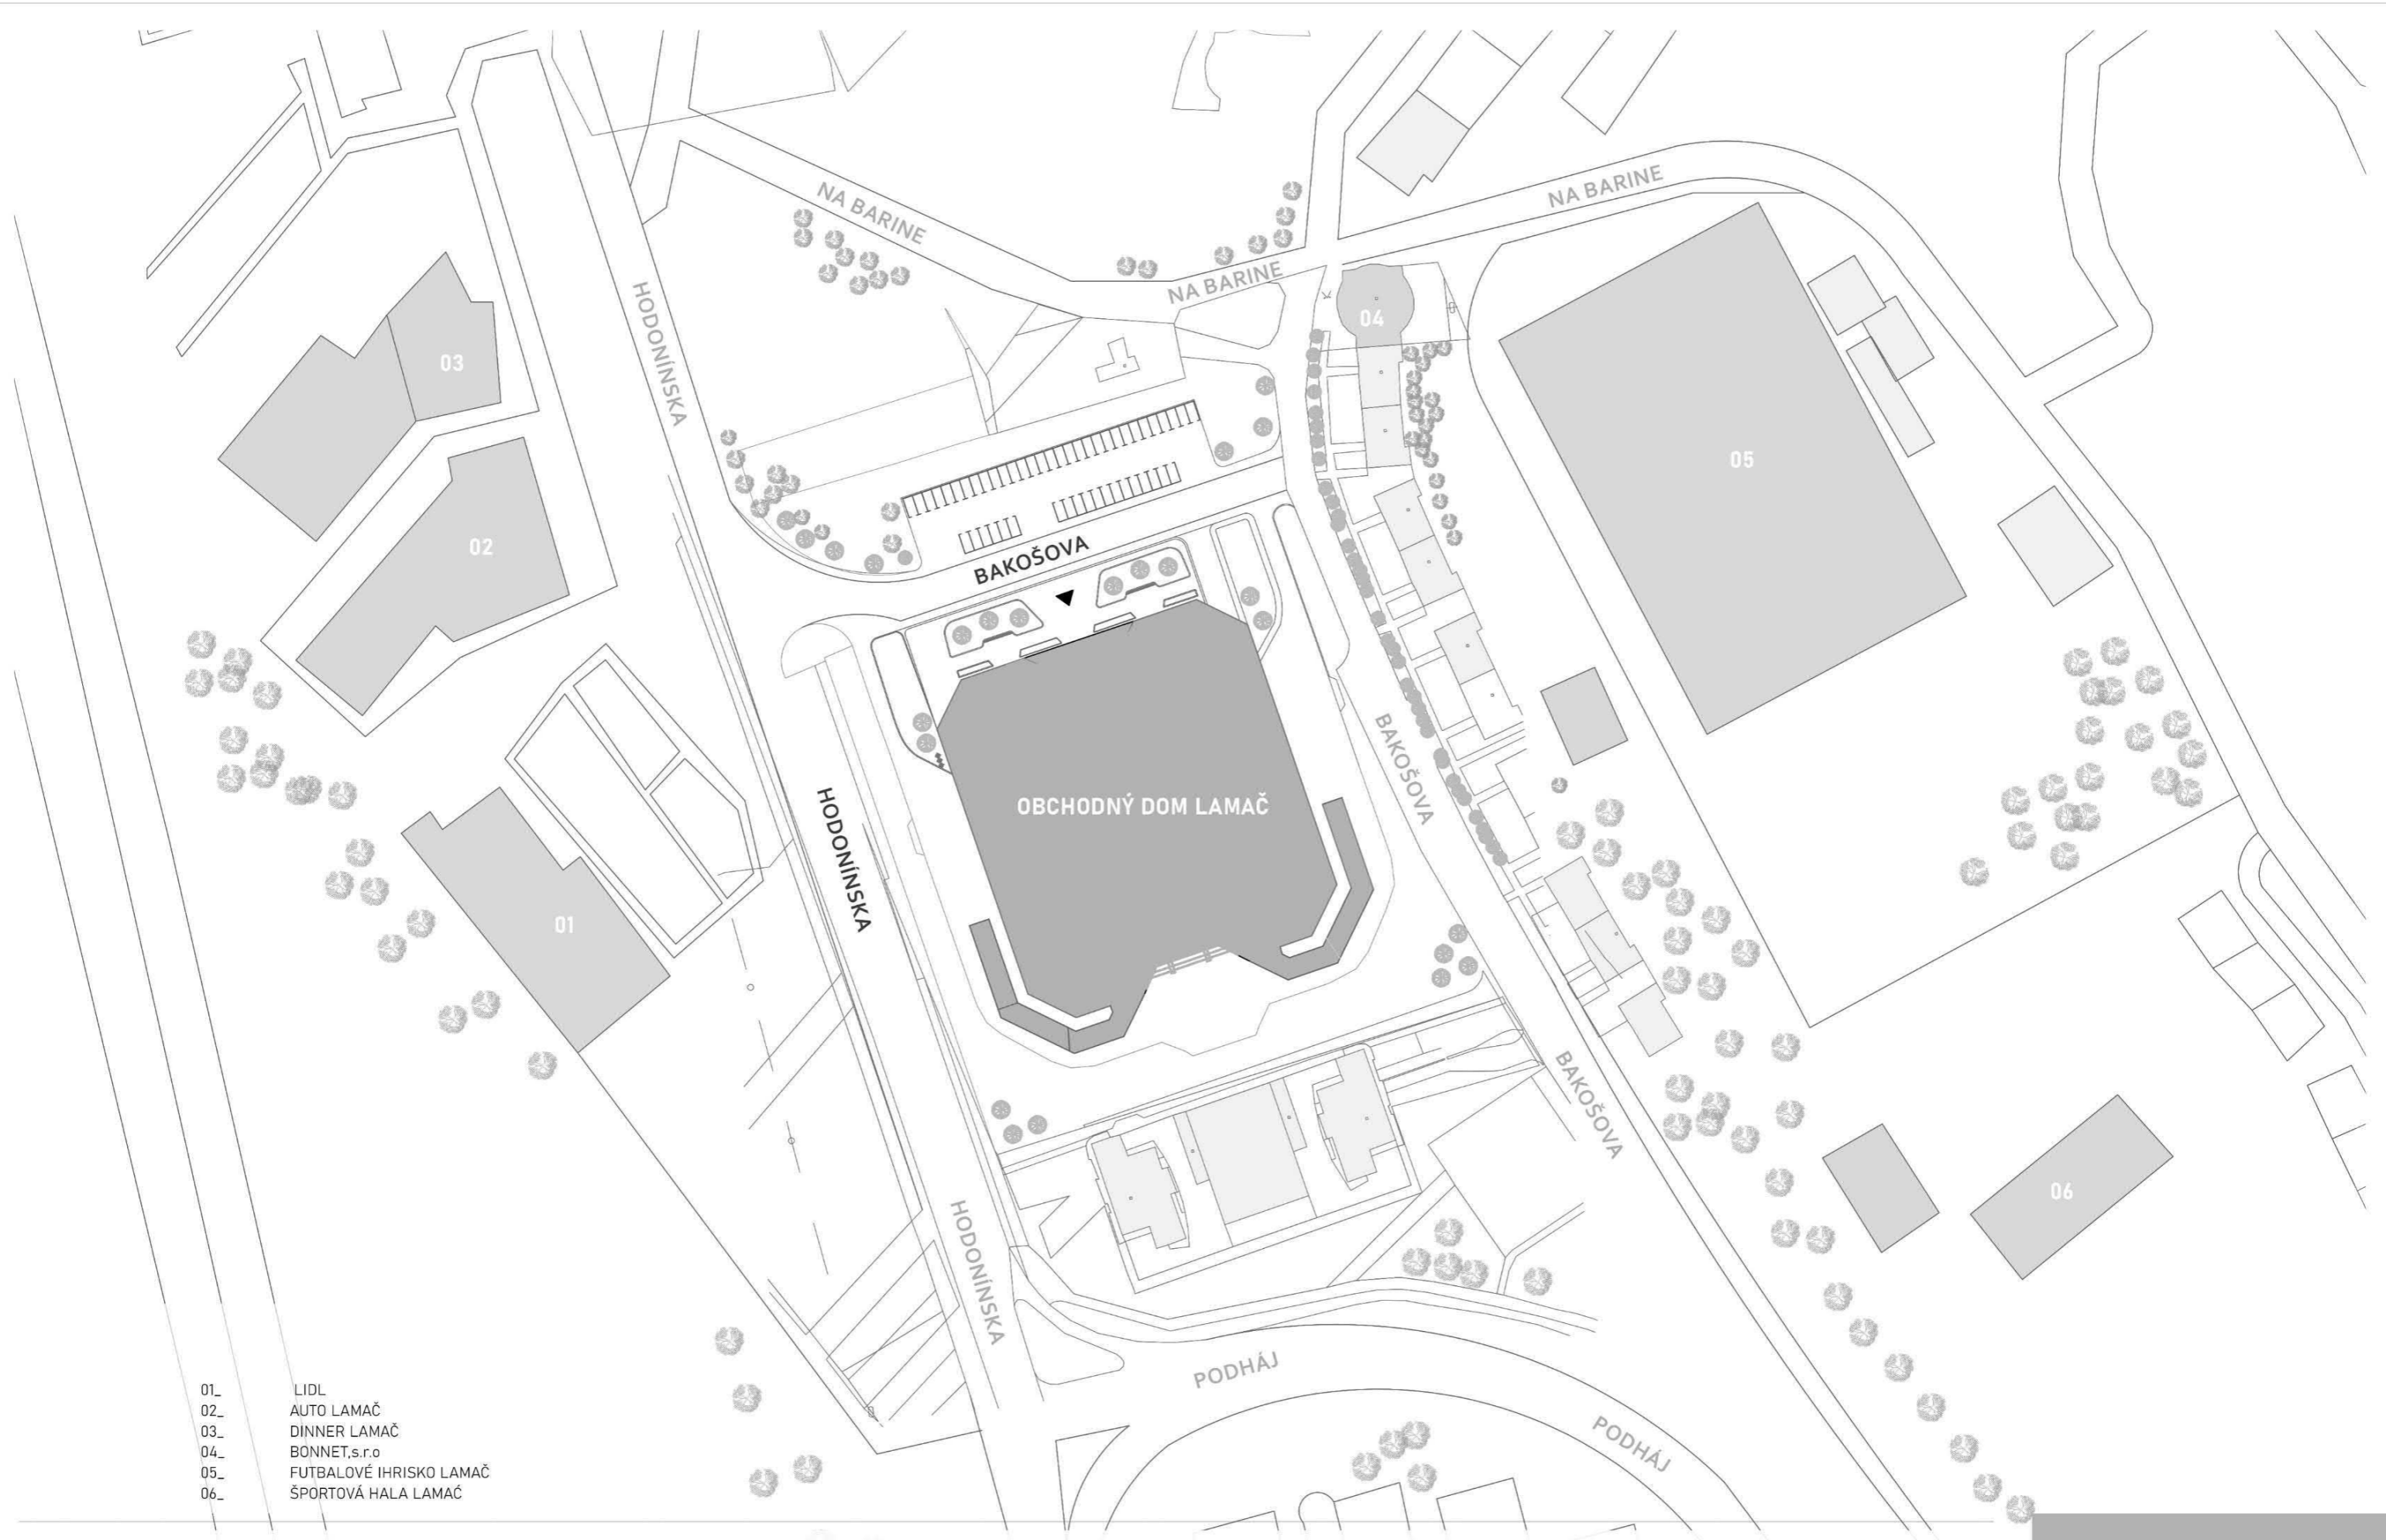 NA BARINE
NA BARINE
NA BARINE
HODONÍNSKA
04
03
05
02
BAKOŠOVA
BAKOŠOVA
OBCHODNÝ DOM LAMAČ
HODONÍNSKA
01
BAKOŠOVA
06
HODONÍNSKA
PODHÁJ
PODHÁJ
01_ LIDL
02_ AUTO LAMAČ
03_ DINNER LAMAČ
04_ BONNET,s.r.o
05_ FUTBALOVÉ IHRISKO LAMAČ
06_ ŠPORTOVÁ HALA LAMAĆ